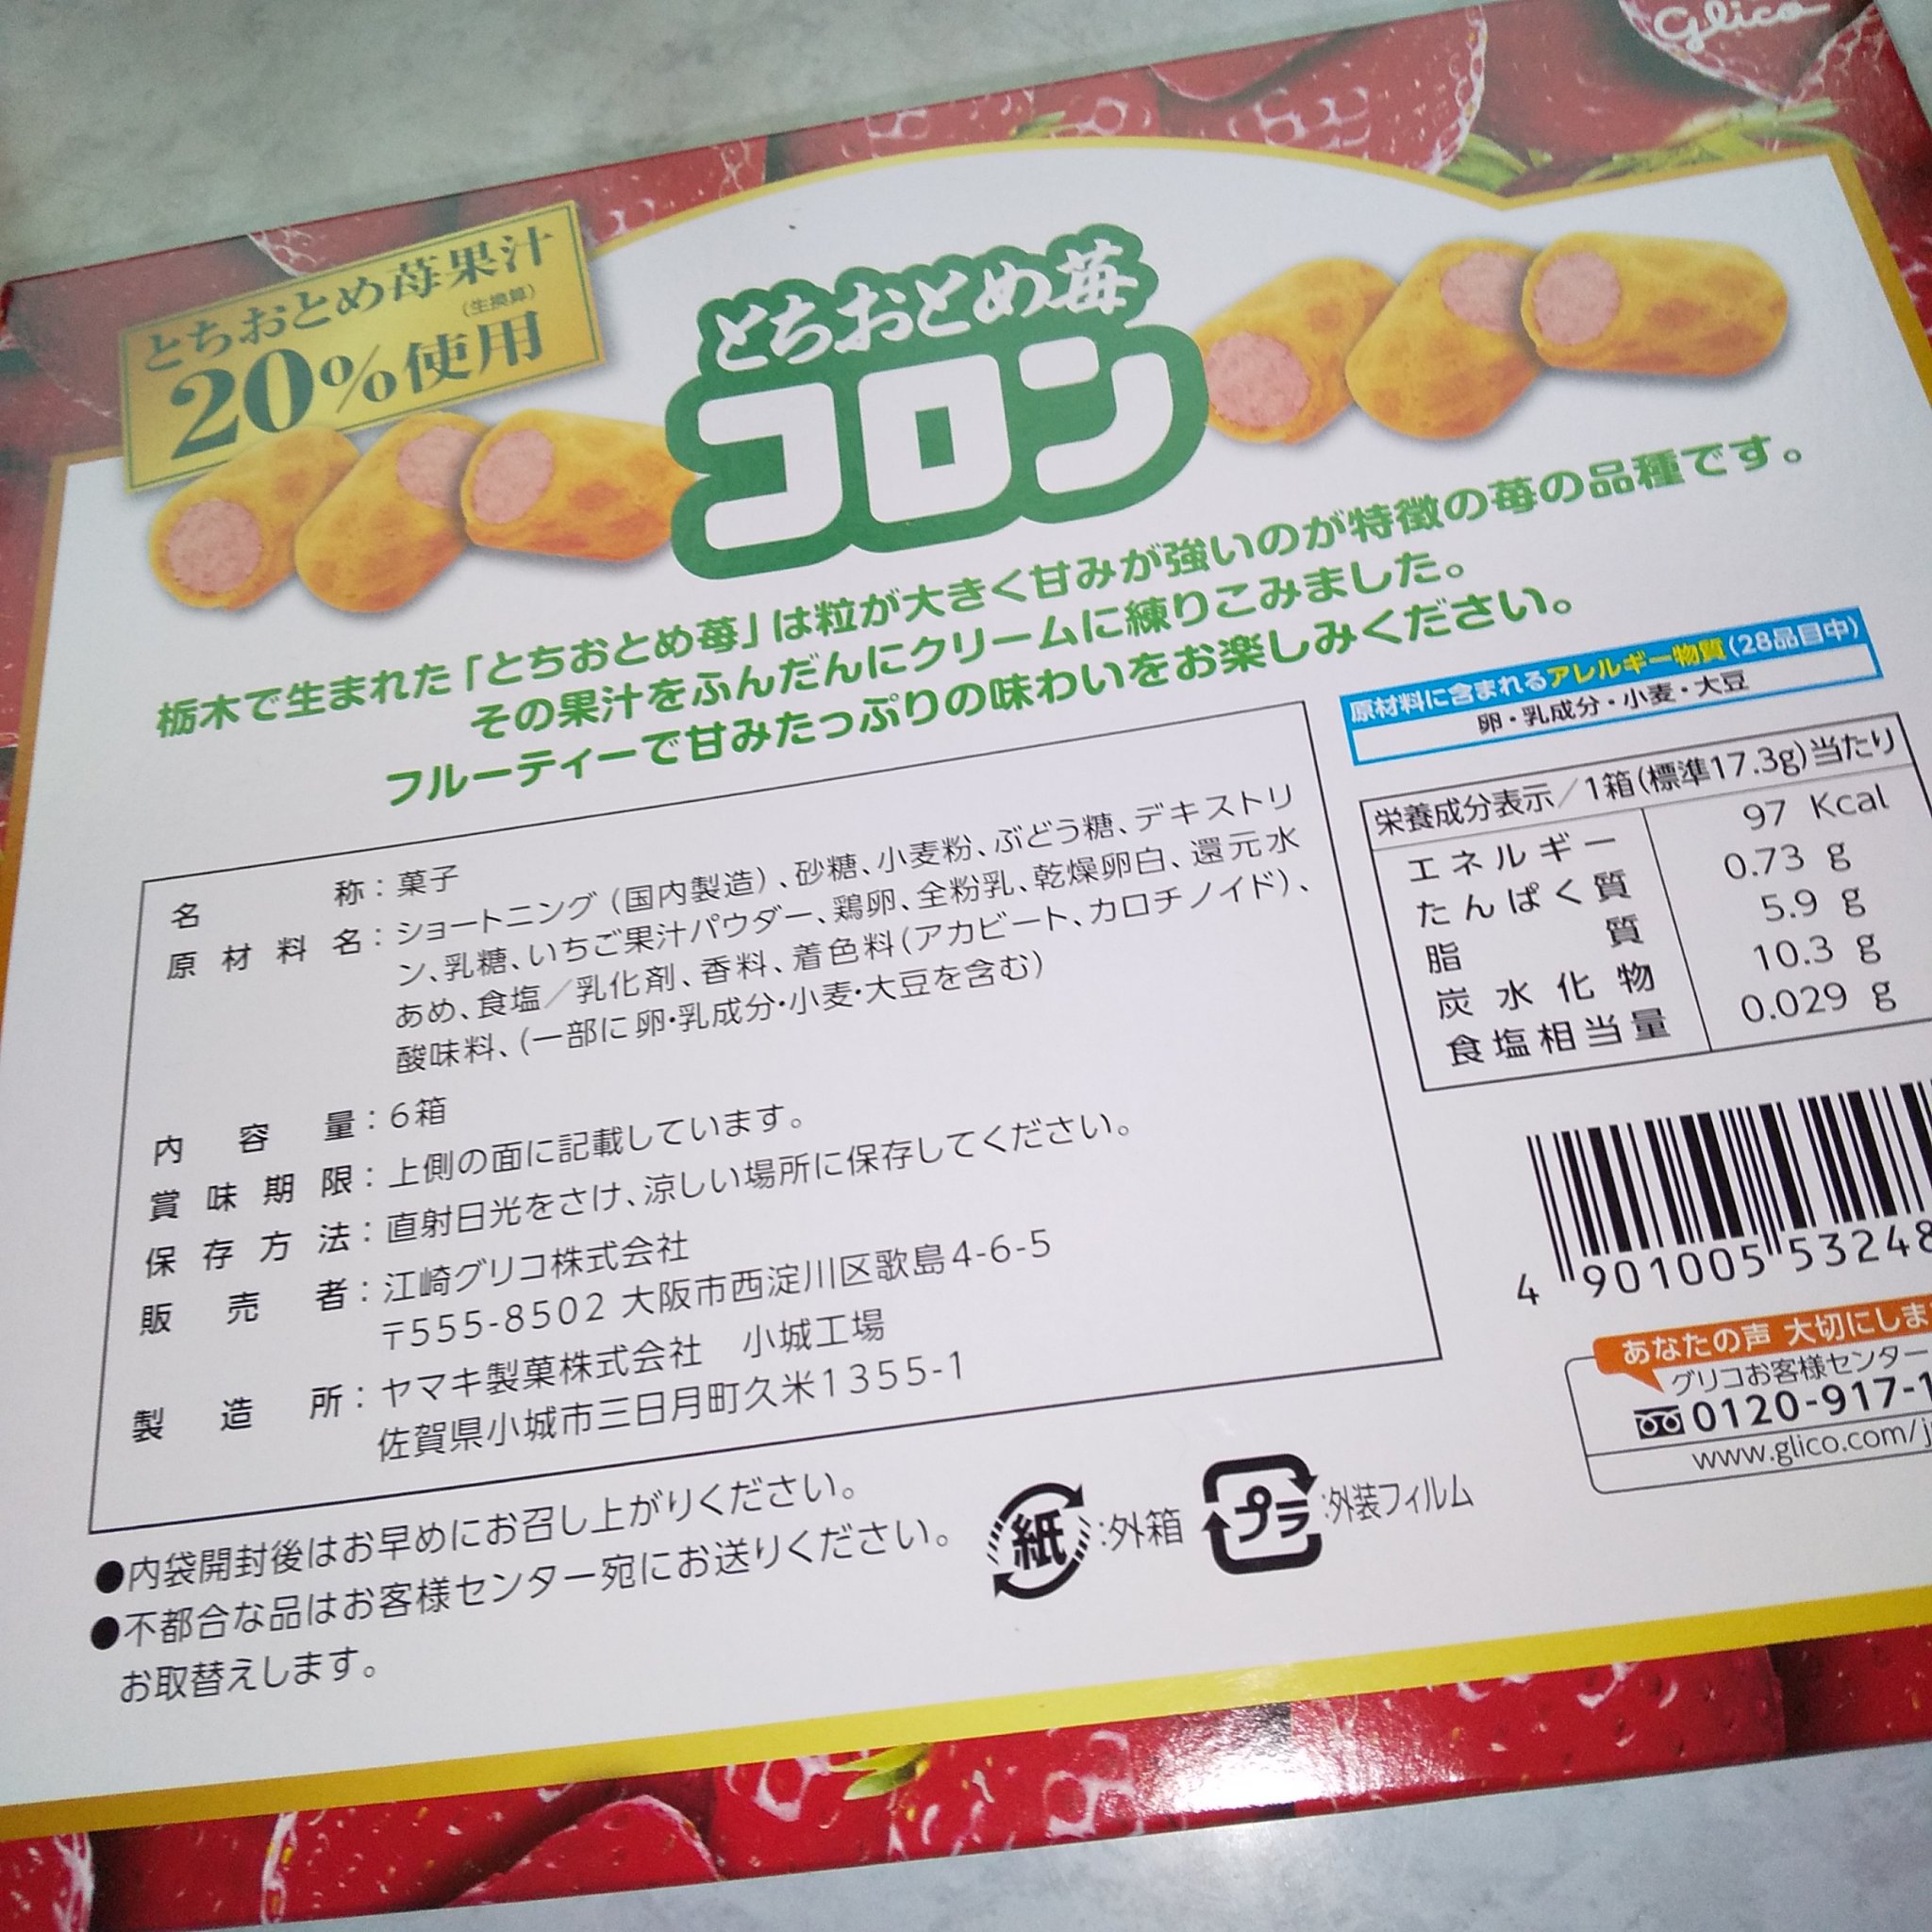 Glico
とちおとめ苺果汁
(生換算)
20%使用
とちおとめ苺
コロン
栃木で生まれた「とちおとめ苺」は粒が大きく甘みが強いのが特徴の苺の品種です。
その果汁をふんだんにクリームに練りこみました。
フルーティーで甘みたっぷりの味わいをお楽しみください。
名称：菓子
原材料名：ショートニング(国内製造)、砂糖、小麦粉、ぶどう糖、デキストリ
ン、乳糖、いちご果汁パウダー、鶏卵、全粉乳、乾燥卵白、還元水
あめ、食塩／乳化剤、香料、着色料(アカビート、カロチノイド)、
酸味料、(一部に卵・乳成分・小麦・大豆を含む)
内容量：6箱
賞味期限：上側の面に記載しています。
保存方法：直射日光をさけ、涼しい場所に保存してください。
販売者：江崎グリコ株式会社
〒555-8502 大阪市西淀川区歌島4-6-5
製造所：ヤマキ製菓株式会社 小城工場
佐賀県小城市三日月町久米1355-1
原材料に含まれるアレルギー物質(28品目中)
卵・乳成分・小麦・大豆
栄養成分表示／1箱(標準17.3g)当たり
エネルギー 97 Kcal
たんぱく質 0.73 g
脂質 5.9 g
炭水化物 10.3 g
食塩相当量 0.029 g
4 901005 53248
あなたの声 大切にしま
グリコお客様センター
0120-917-1
www.glico.com/j
●内袋開封後はお早めにお召し上がりください。
●不都合な品はお客様センター宛にお送りください。
お取替えします。
紙:外箱
プラ:外装フィルム